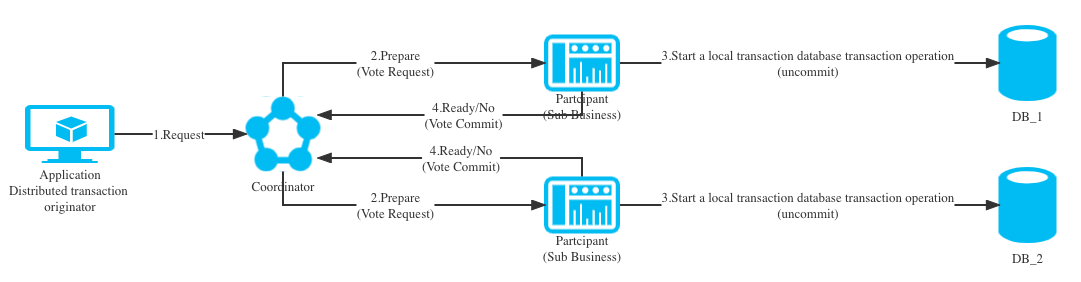 2.Prepare
(Vote Request)
3.Start a local transaction database transaction operation
(uncommit)
Partcipant
(Sub Business)
DB_1
4.Ready/No
(Vote Commit)
1.Request
4.Ready/No
(Vote Commit)
Application
Distributed transaction
originator
Coordinator
2.Prepare
(Vote Request)
3.Start a local transaction database transaction operation
(uncommit)
Partcipant
(Sub Business)
DB_2